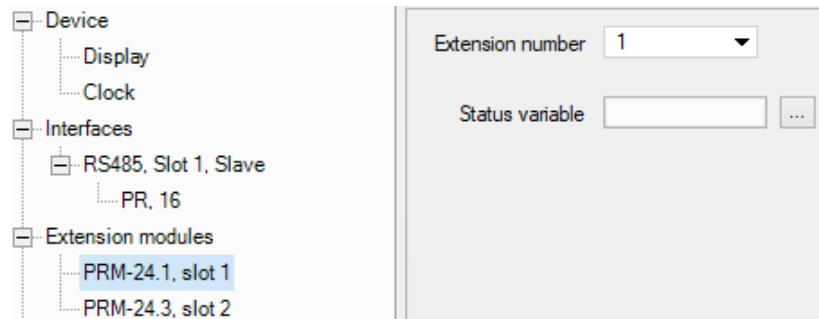 Device
Display
Clock
Interfaces
RS485, Slot 1, Slave
PR, 16
Extension modules
PRM-24.1, slot 1
PRM-24.3, slot 2
Extension number 1
Status variable ...